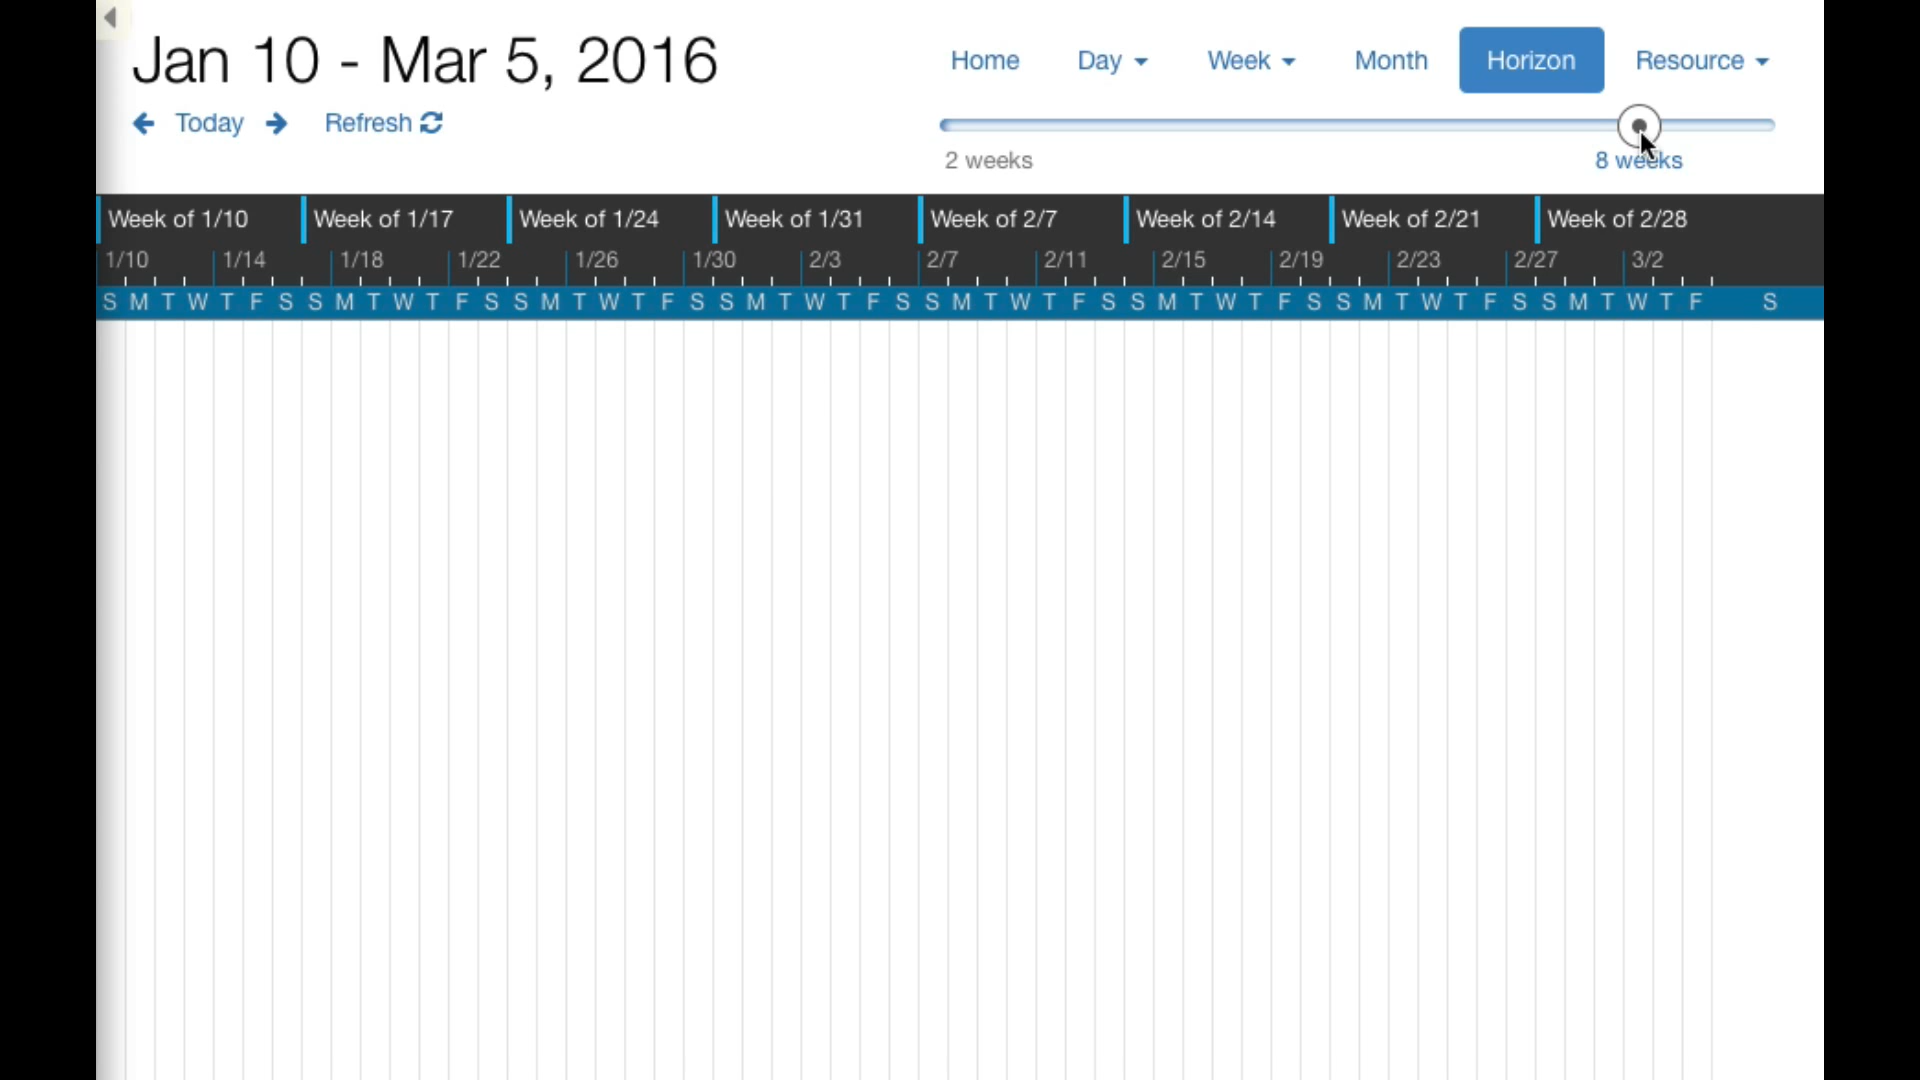 Jan 10 - Mar 5, 2016
Home Day Week Month Horizon Resource
Today Refresh
2 weeks 8 weeks
Week of 1/10 Week of 1/17 Week of 1/24 Week of 1/31 Week of 2/7 Week of 2/14 Week of 2/21 Week of 2/28
1/10 1/14 1/18 1/22 1/26 1/30 2/3 2/7 2/11 2/15 2/19 2/23 2/27 3/2
S M T W T F S S M T W T F S S M T W T F S S M T W T F S S M T W T F S S M T W T F S S M T W T F S S M T W T F S